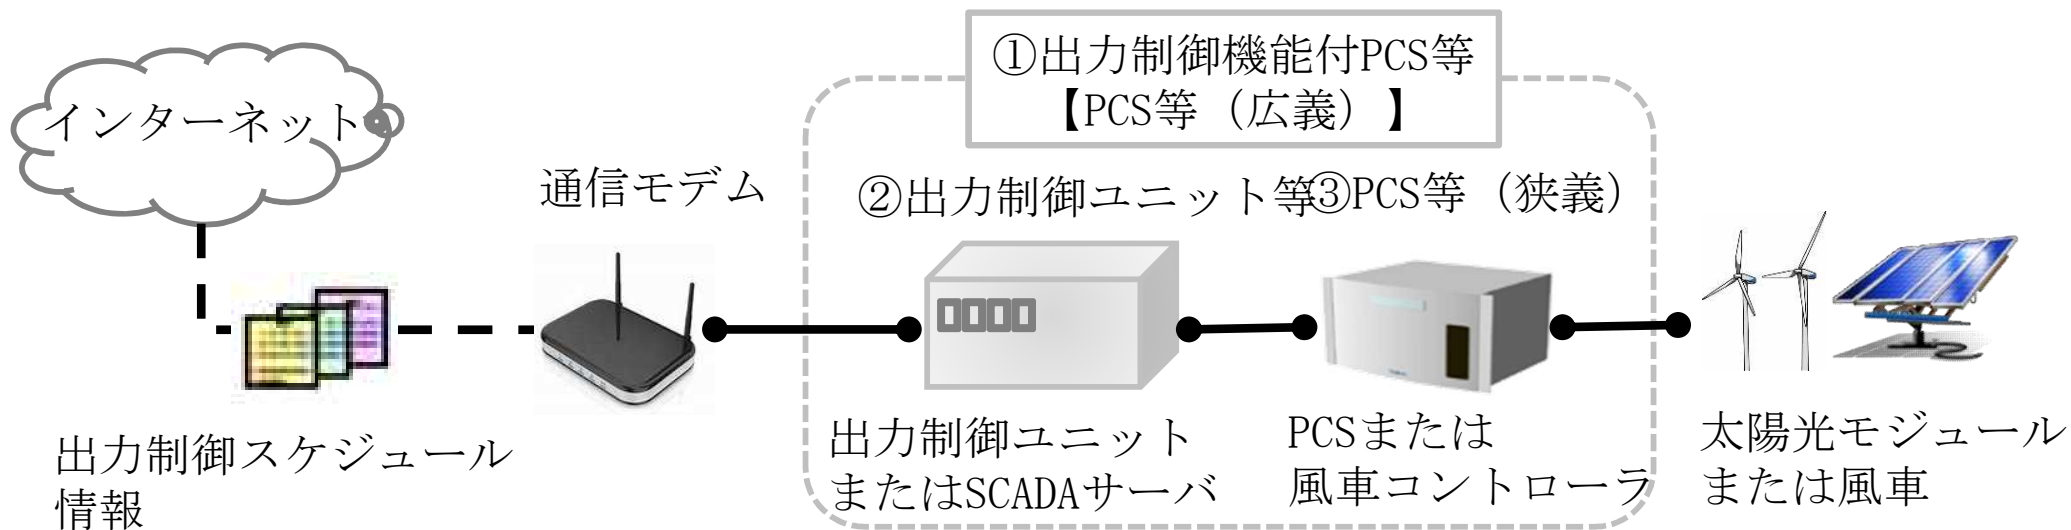 ①出力制御機能付PCS等
【PCS等（広義）】
インターネット
通信モデム
②出力制御ユニット等
③PCS等（狭義）
出力制御スケジュール
情報
出力制御ユニット
またはSCADAサーバ
PCSまたは
風車コントローラ
太陽光モジュール
または風車